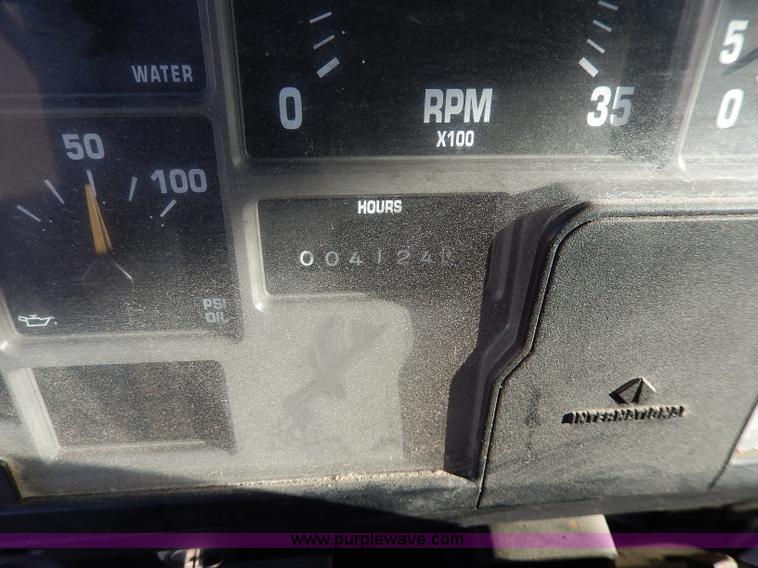 WATER
0
RPM
X100
35
5
0
50
100
PSI
OIL
HOURS
004124
INTERNATIONAL
www.purplewave.com